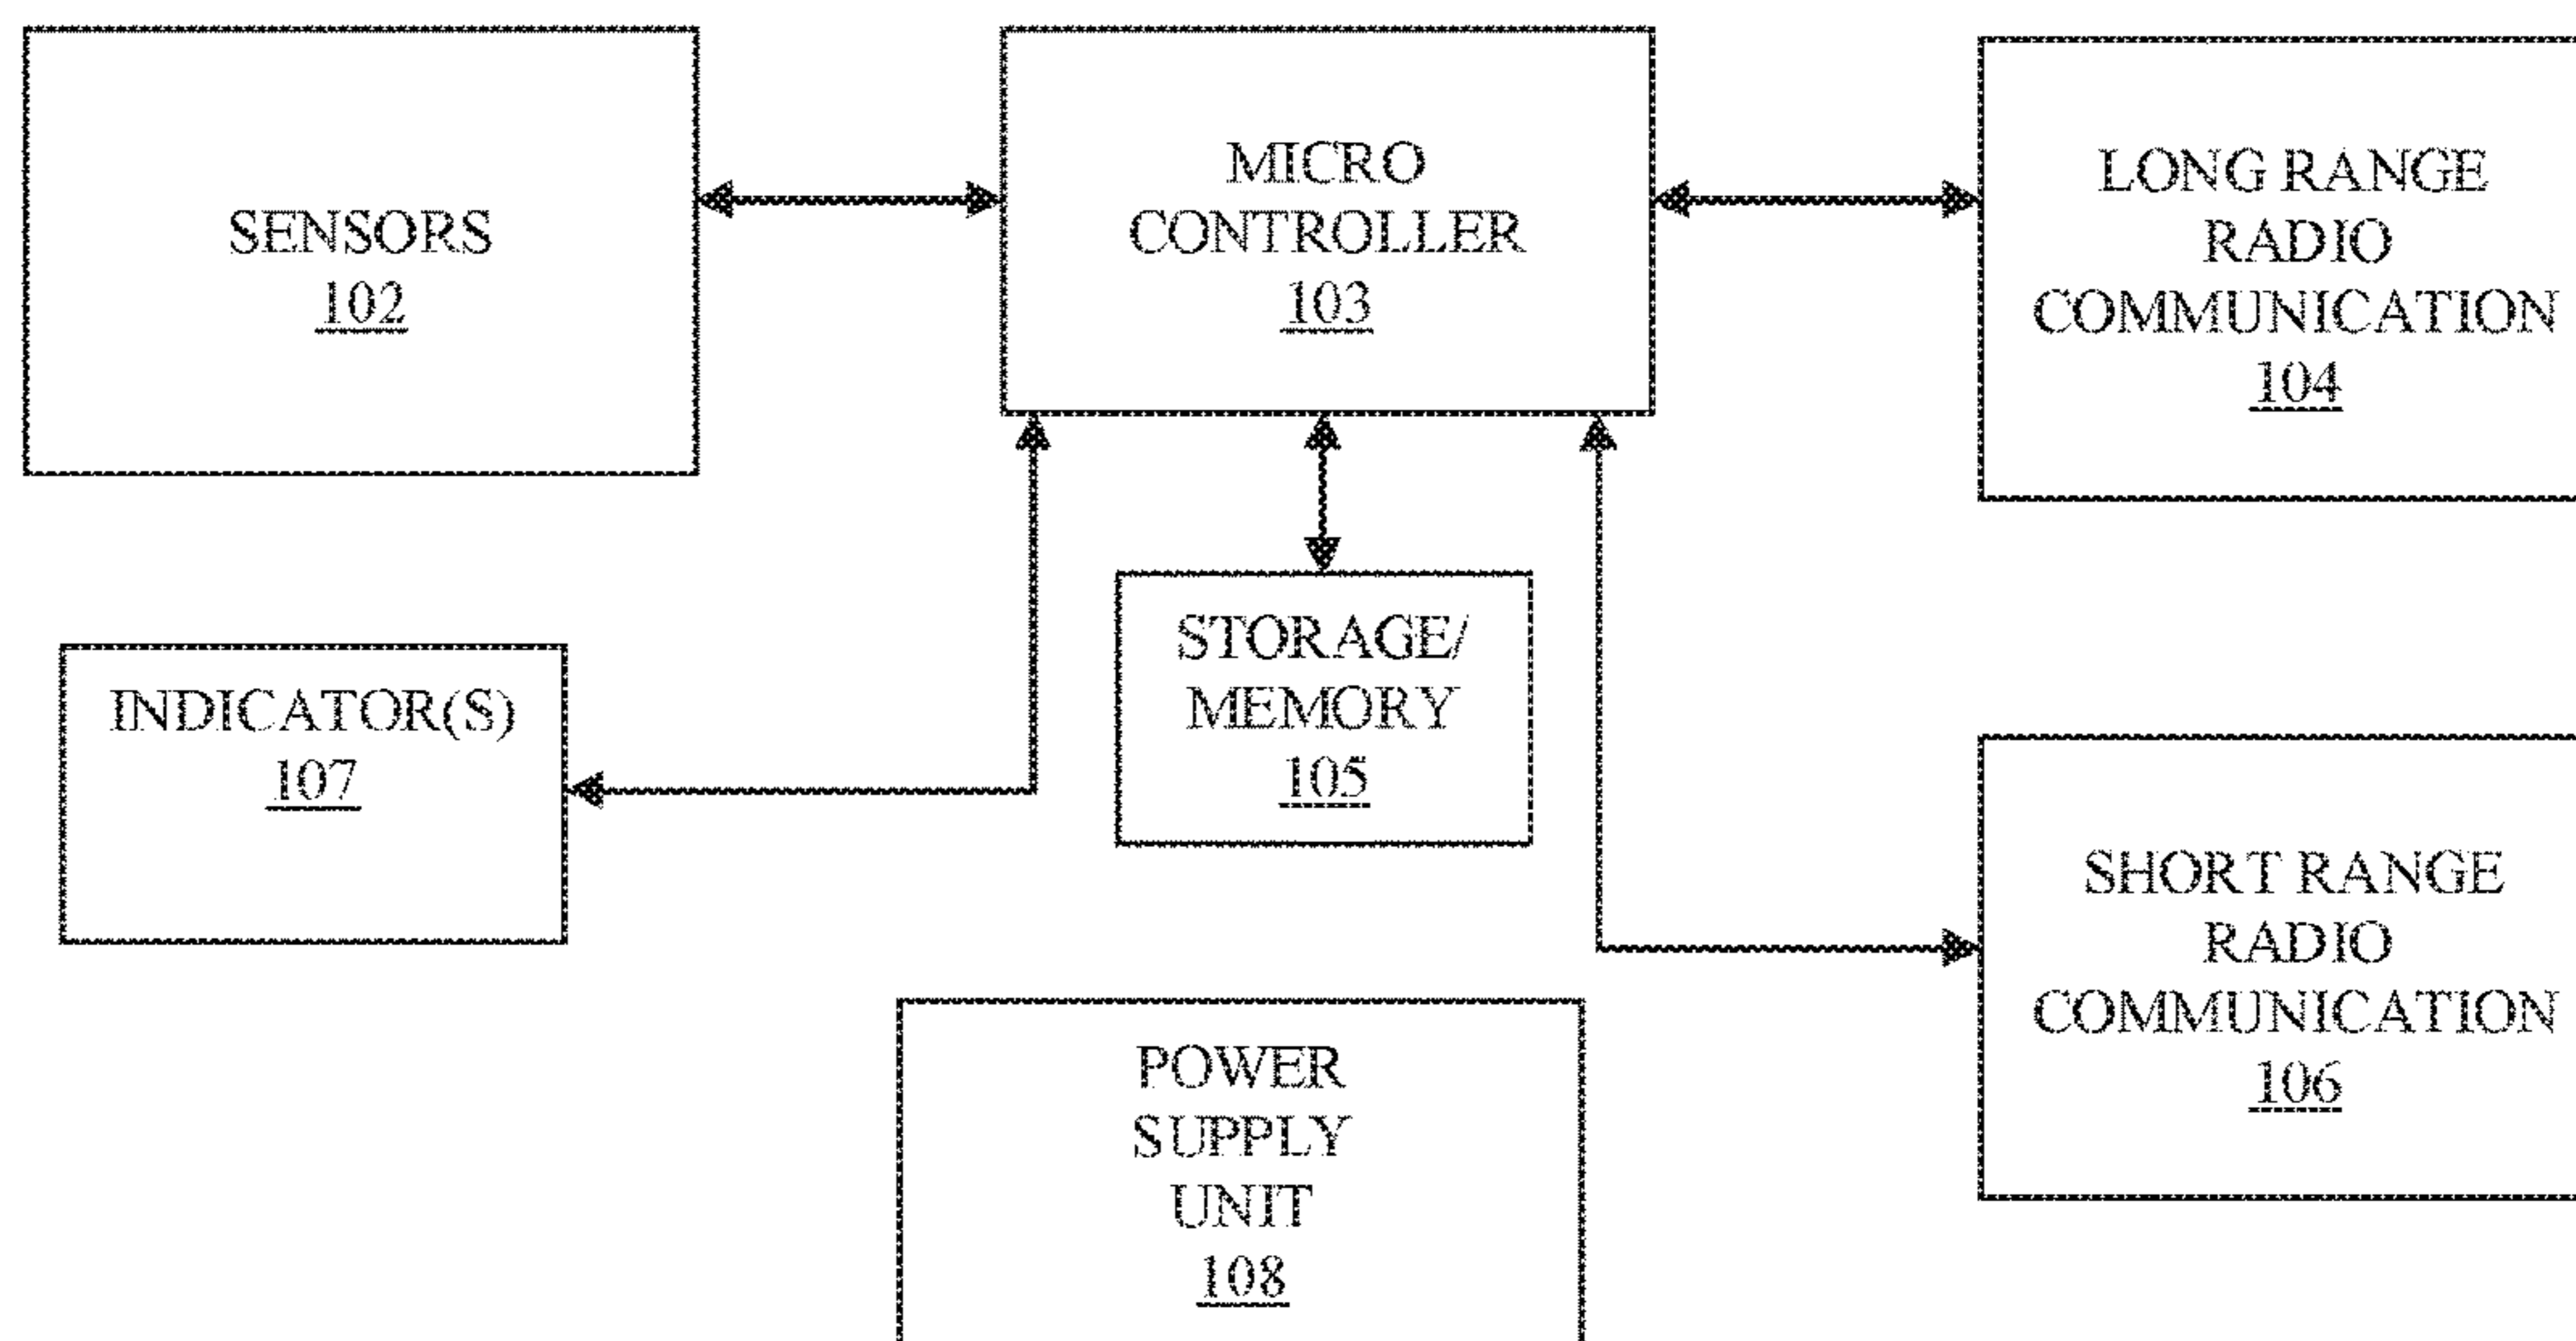 SENSORS
102
MICRO
CONTROLLER
103
LONG RANGE
RADIO
COMMUNICATION
104
INDICATOR(S)
107
STORAGE/
MEMORY
105
SHORT RANGE
RADIO
COMMUNICATION
106
POWER
SUPPLY
UNIT
108